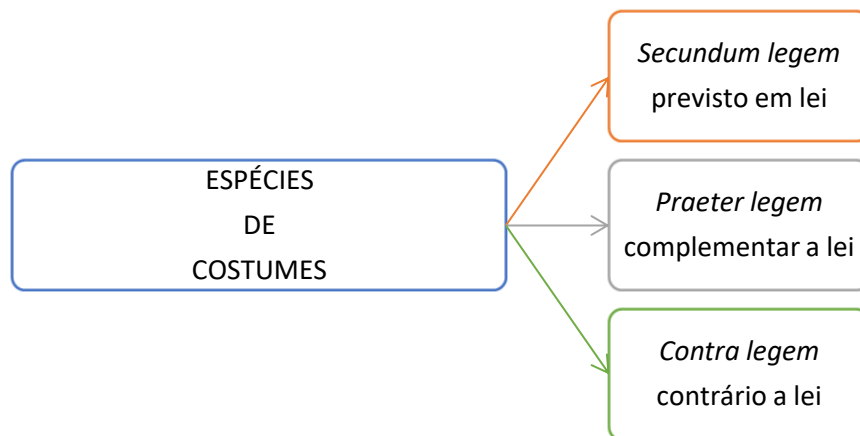 ESPÉCIES
DE
COSTUMES
Secundum legem
previsto em lei
Praeter legem
complementar a lei
Contra legem
contrário a lei